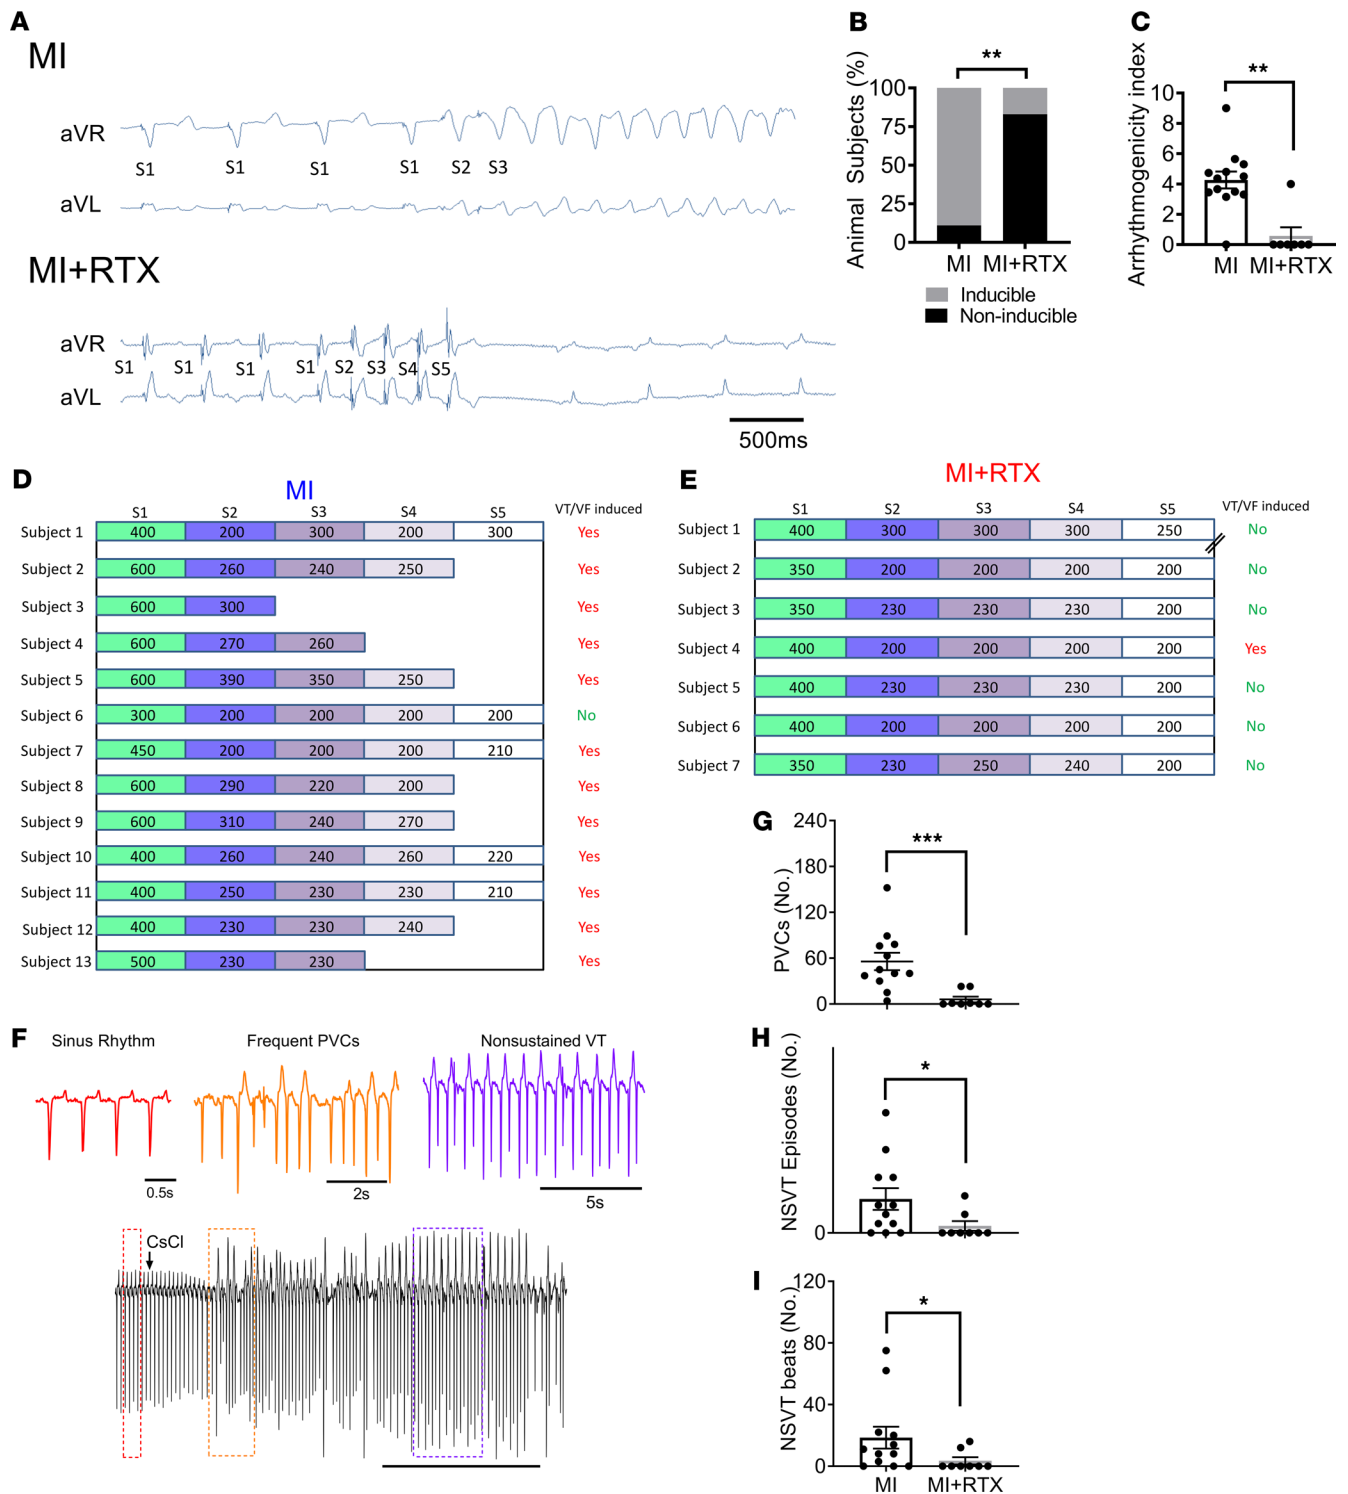 A
MI
aVR
S1 S1 S1 S1 S2 S3
aVL
MI+RTX
aVR
S1 S1 S1 S1 S2 S3 S4 S5
aVL
500ms
B
**
Animal Subjects (%)
100
75
50
25
0
MI MI+RTX
Inducible
Non-inducible
C
**
Arrhythmogenicity index
10
8
6
4
2
0
MI MI+RTX
D
MI
S1 S2 S3 S4 S5 VT/VF induced
Subject 1 400 200 300 200 300 Yes
Subject 2 600 260 240 250 Yes
Subject 3 600 300 Yes
Subject 4 600 270 260 Yes
Subject 5 600 390 350 250 Yes
Subject 6 300 200 200 200 200 No
Subject 7 450 200 200 200 210 Yes
Subject 8 600 290 220 200 Yes
Subject 9 600 310 240 270 Yes
Subject 10 400 260 240 260 220 Yes
Subject 11 400 250 230 230 210 Yes
Subject 12 400 230 230 240 Yes
Subject 13 500 230 230 Yes
E
MI+RTX
S1 S2 S3 S4 S5 VT/VF induced
Subject 1 400 300 300 300 250 No
Subject 2 350 200 200 200 200 No
Subject 3 350 230 230 230 200 No
Subject 4 400 200 200 200 200 Yes
Subject 5 400 230 230 230 200 No
Subject 6 400 200 200 200 200 No
Subject 7 350 230 250 240 200 No
F
Sinus Rhythm Frequent PVCs Nonsustained VT
0.5s 2s 5s
CsCl
G
***
PVCs (No.)
240
180
120
60
0
H
*
NSVT Episodes (No.)
0
I
*
NSVT beats (No.)
120
80
40
0
MI MI+RTX